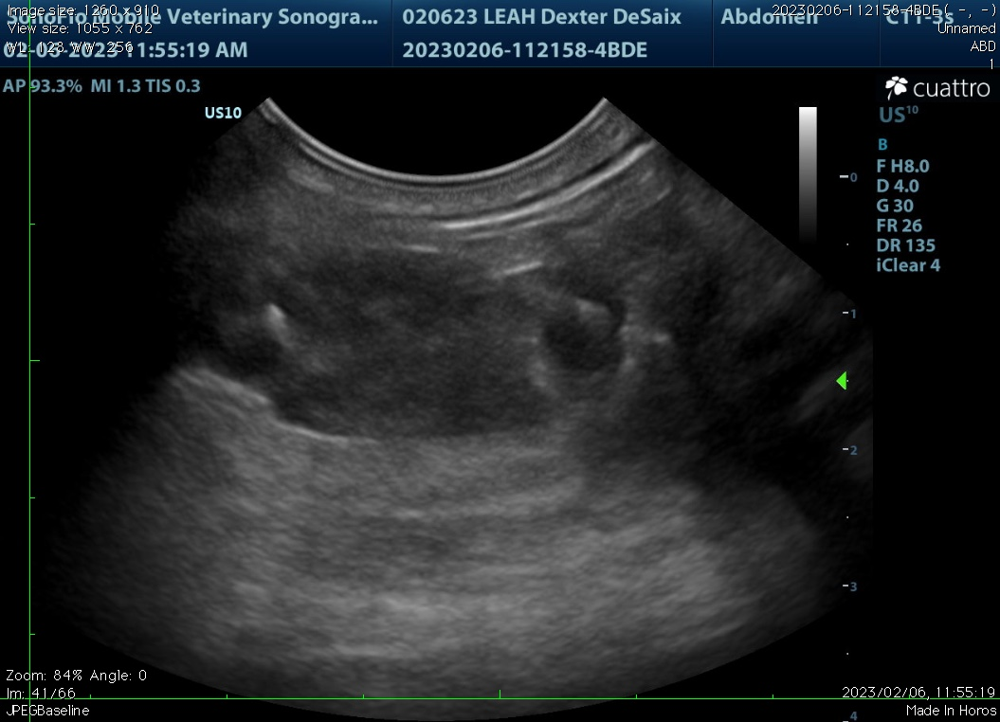 Image size: 1260 x 910
View size: 1055 x 762
WL: 128 WW: 256
Mobile Veterinary Sonogra...
02-06-2023 11:55:19 AM
020623 LEAH Dexter DeSaix
20230206-112158-4BDE
Abdomen
20230206-112158-4BDE ( -, -)
Unnamed
ABD
1
AP 93.3% MI 1.3 TIS 0.3
US10
cuattro
US10
B
F H8.0
D 4.0
G 30
FR 26
DR 135
iClear 4
0
1
2
3
4
Zoom: 84% Angle: 0
Im: 41/66
JPEGBaseline
2023/02/06, 11:55:19
Made In Horos